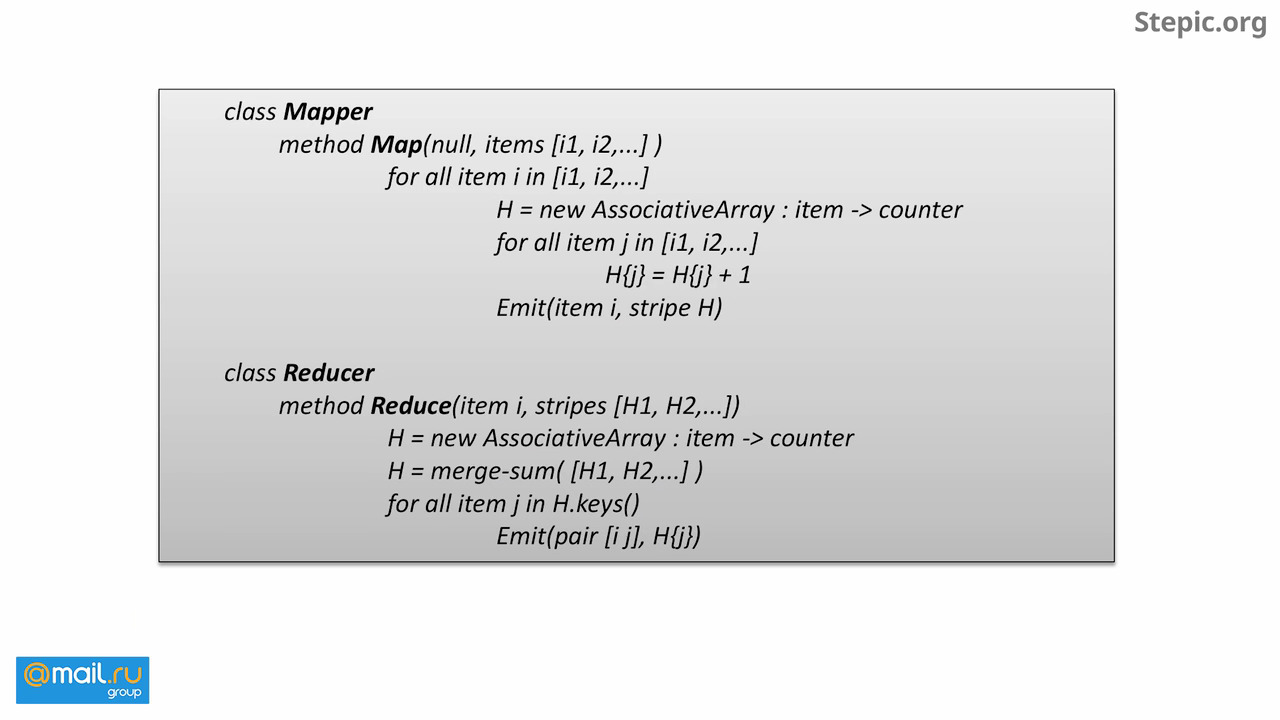 Stepic.org
class Mapper
method Map(null, items [i1, i2,...] )
for all item i in [i1, i2,...]
H = new AssociativeArray : item -> counter
for all item j in [i1, i2,...]
H{j} = H{j} + 1
Emit(item i, stripe H)
class Reducer
method Reduce(item i, stripes [H1, H2,...])
H = new AssociativeArray : item -> counter
H = merge-sum( [H1, H2,...] )
for all item j in H.keys()
Emit(pair [i j], H{j})
@mail.ru
group